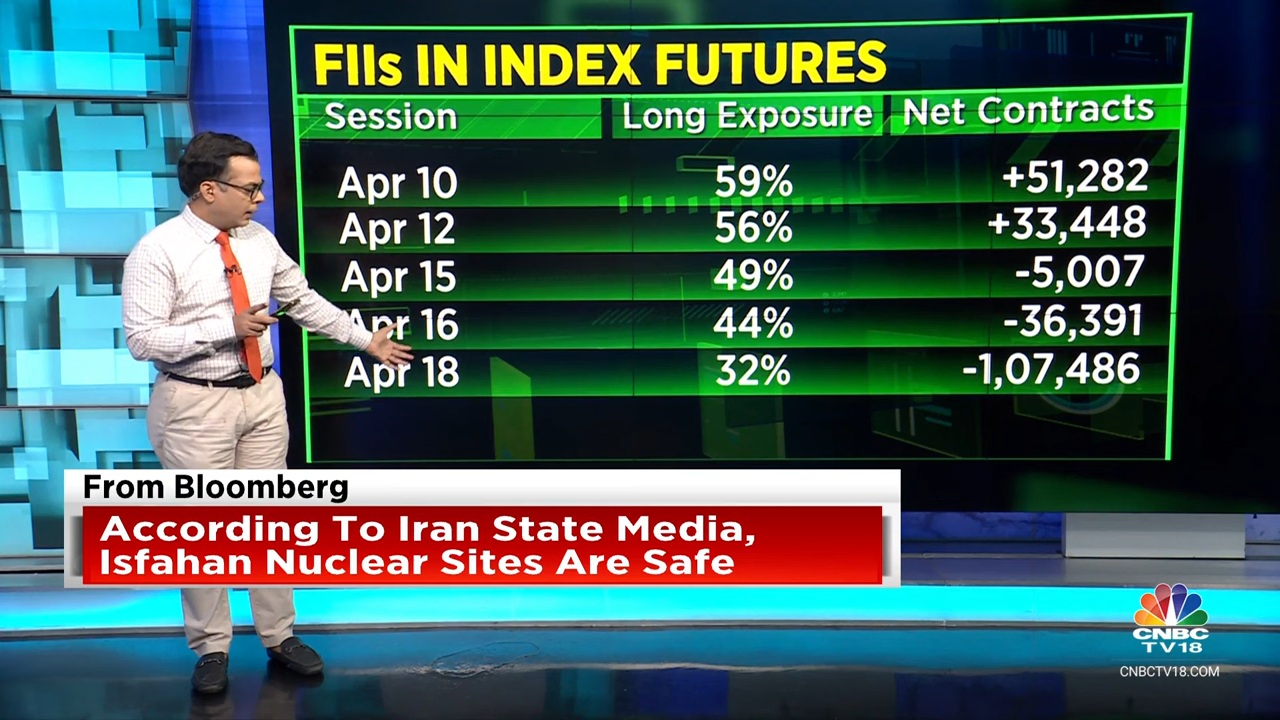 FIIs IN INDEX FUTURES
Session Long Exposure Net Contracts
Apr 10 59% +51,282
Apr 12 56% +33,448
Apr 15 49% -5,007
Apr 16 44% -36,391
Apr 18 32% -1,07,486
From Bloomberg
According To Iran State Media,
Isfahan Nuclear Sites Are Safe
CNBC
TV18
CNBCTV18.COM